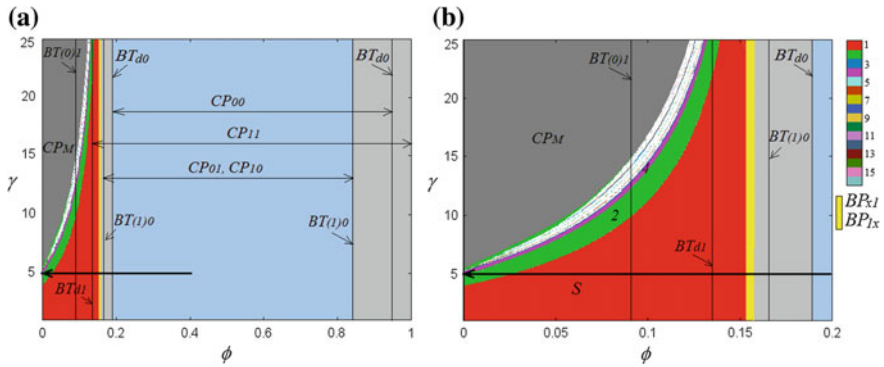 (a)
25
20
15
10
5
γ
BT(0)1
BTd0
BTd0
CP00
CP11
CPM
CP01, CP10
BT(1)0
BT(1)0
BTd1
0
0.2
0.4
0.6
0.8
1
ϕ
(b)
25
20
15
10
5
γ
BT(0)1
BTd0
CPM
BT(1)0
4
2
BTd1
S
0
0.05
0.1
0.15
0.2
ϕ
1
3
5
7
9
11
13
15
BPx1
BP1x